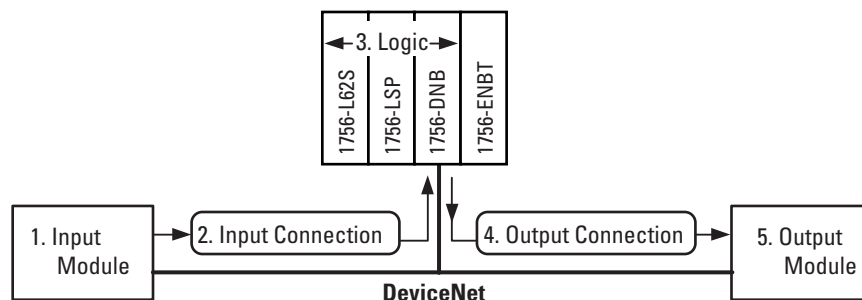 3. Logic
1756-L62S
1756-LSP
1756-DNB
1756-ENBT
1. Input
Module
2. Input Connection
4. Output Connection
5. Output
Module
DeviceNet